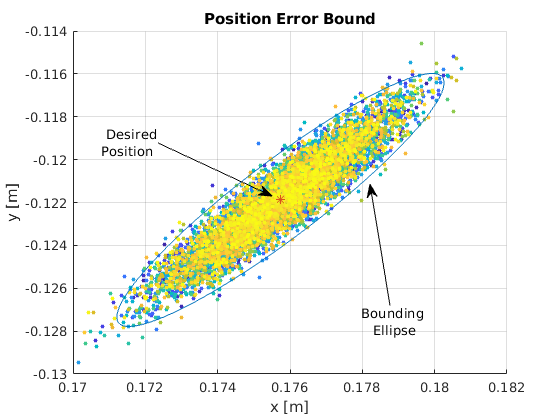 Position Error Bound
-0.114
-0.116
-0.118
-0.12
-0.122
-0.124
-0.126
-0.128
-0.13
y [m]
Desired
Position
Bounding
Ellipse
0.17
0.172
0.174
0.176
0.178
0.18
0.182
x [m]